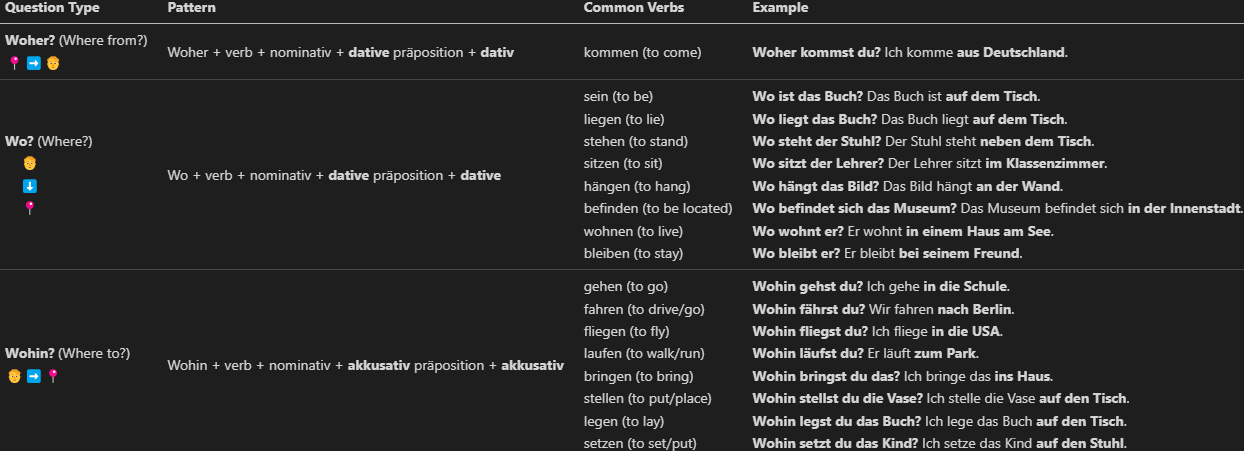 Question Type Pattern Common Verbs Example
Woher? (Where from?)
Woher + verb + nominativ + dative präposition + dativ
kommen (to come) Woher kommst du? Ich komme aus Deutschland.
Wo? (Where?)
Wo + verb + nominativ + dative präposition + dative
sein (to be) Wo ist das Buch? Das Buch ist auf dem Tisch.
liegen (to lie) Wo liegt das Buch? Das Buch liegt auf dem Tisch.
stehen (to stand) Wo steht der Stuhl? Der Stuhl steht neben dem Tisch.
sitzen (to sit) Wo sitzt der Lehrer? Der Lehrer sitzt im Klassenzimmer.
hängen (to hang) Wo hängt das Bild? Das Bild hängt an der Wand.
befinden (to be located) Wo befindet sich das Museum? Das Museum befindet sich in der Innenstadt.
wohnen (to live) Wo wohnt er? Er wohnt in einem Haus am See.
bleiben (to stay) Wo bleibt er? Er bleibt bei seinem Freund.
Wohin? (Where to?)
Wohin + verb + nominativ + akkusativ präposition + akkusativ
gehen (to go) Wohin gehst du? Ich gehe in die Schule.
fahren (to drive/go) Wohin fährst du? Wir fahren nach Berlin.
fliegen (to fly) Wohin fliegst du? Ich fliege in die USA.
laufen (to walk/run) Wohin läufst du? Er läuft zum Park.
bringen (to bring) Wohin bringst du das? Ich bringe das ins Haus.
stellen (to put/place) Wohin stellst du die Vase? Ich stelle die Vase auf den Tisch.
legen (to lay) Wohin legst du das Buch? Ich lege das Buch auf den Tisch.
setzen (to set/put) Wohin setzt du das Kind? Ich setze das Kind auf den Stuhl.